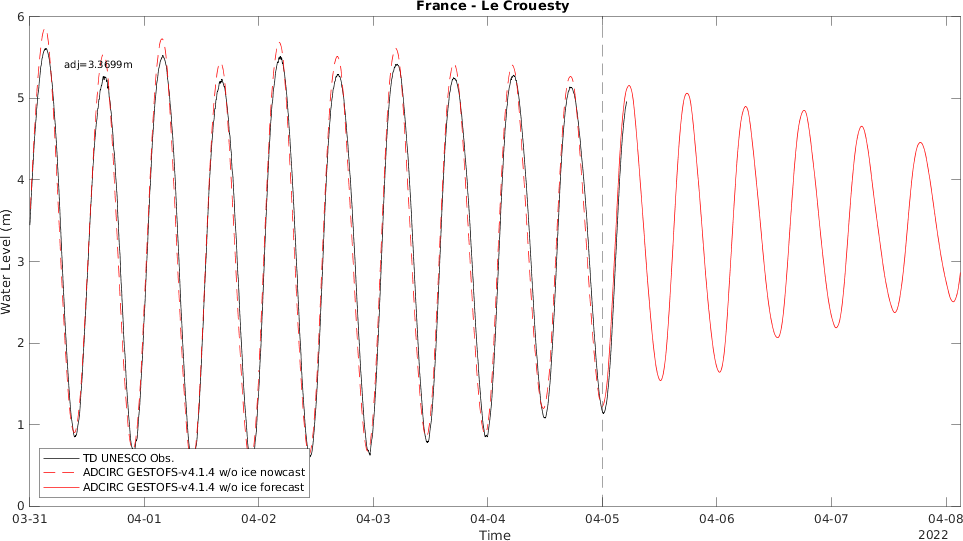 France - Le Crouesty
6
adj=3.3699m
5
4
3
2
1
0
Water Level (m)
TD UNESCO Obs.
ADCIRC GESTOFS-v4.1.4 w/o ice nowcast
ADCIRC GESTOFS-v4.1.4 w/o ice forecast
03-31 04-01 04-02 04-03 04-04 04-05 04-06 04-07 04-08
Time
2022